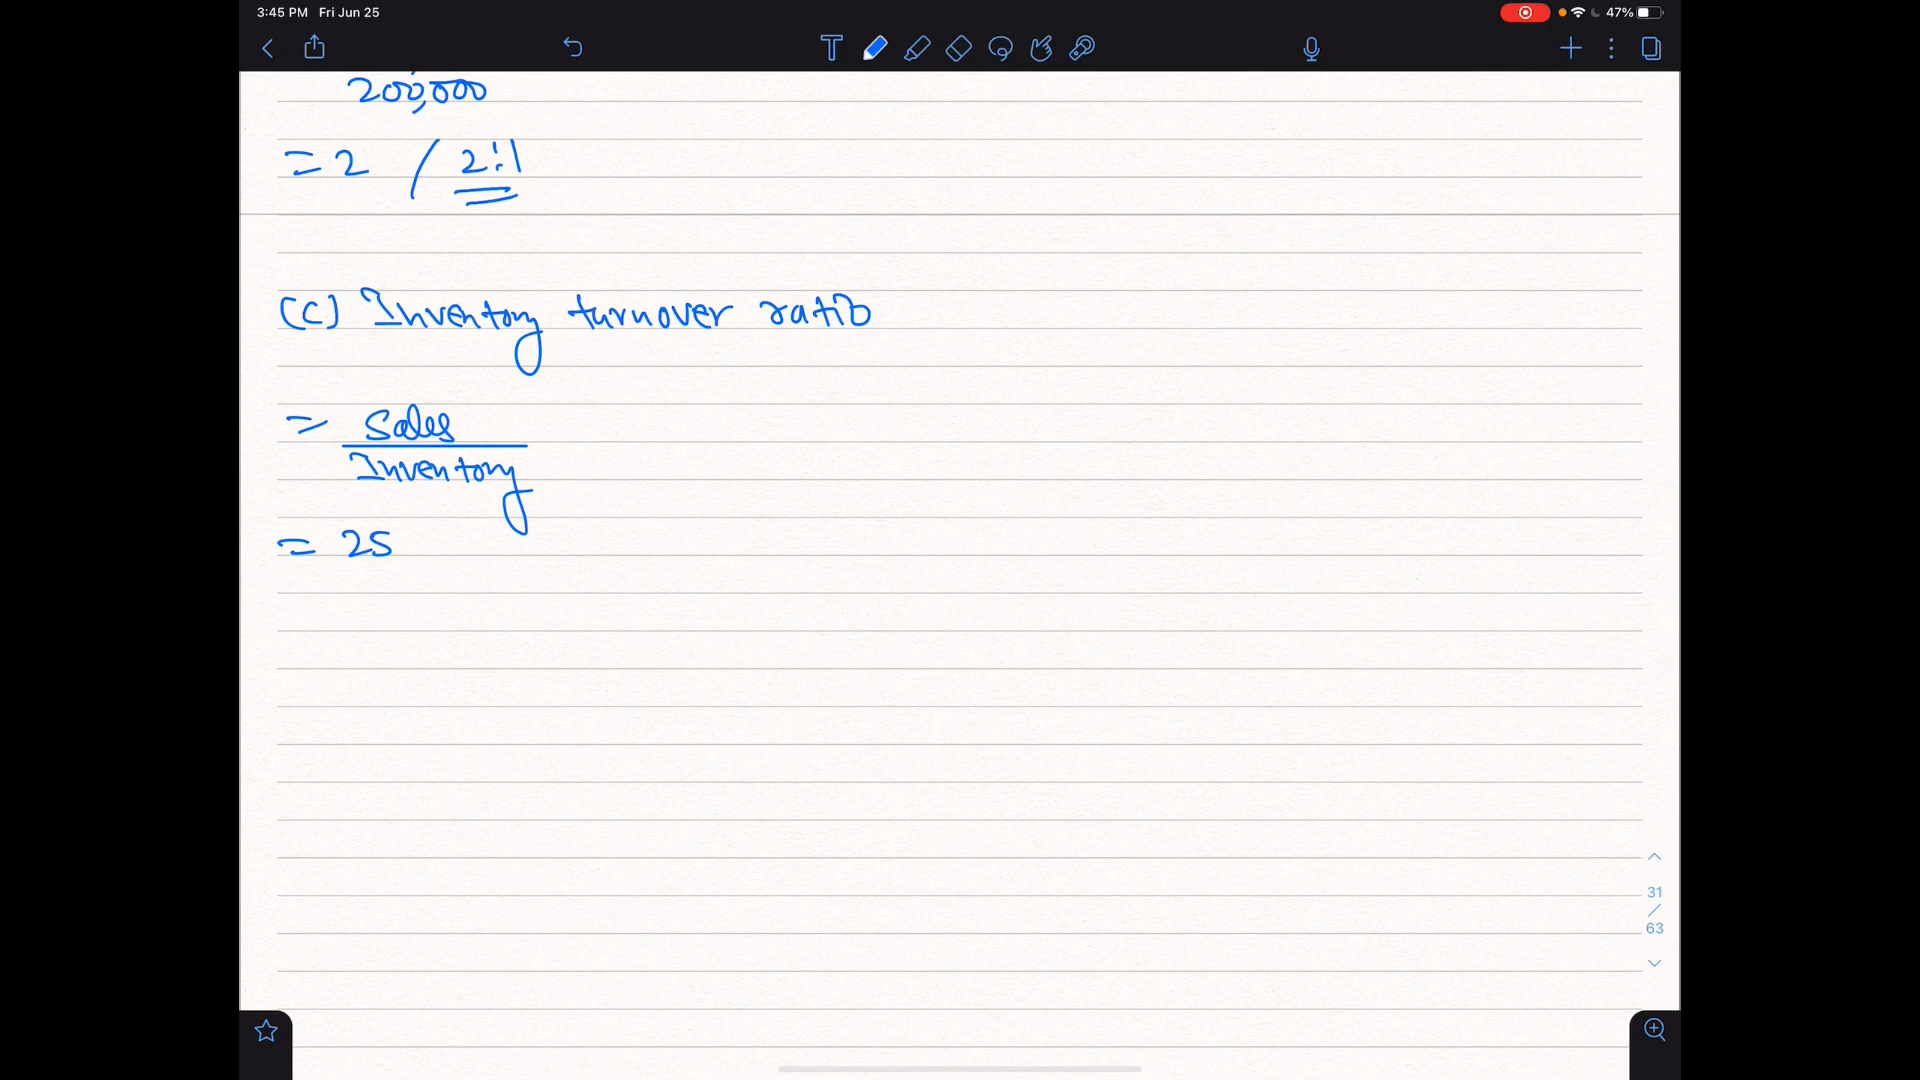 3:45 PM Fri Jun 25
47%
T
200,000
= 2 / 2:1
(C) Inventory turnover ratio
= Sales
Inventory
= 25
31
/
63